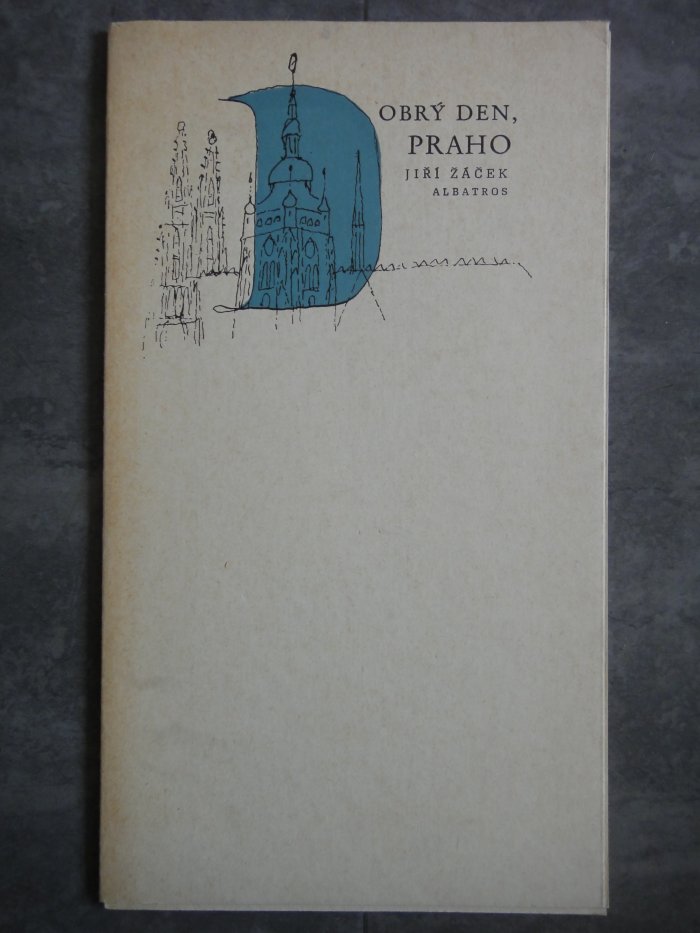 DOBRÝ DEN,
PRAHO
JIŘÍ ŽÁČEK
ALBATROS